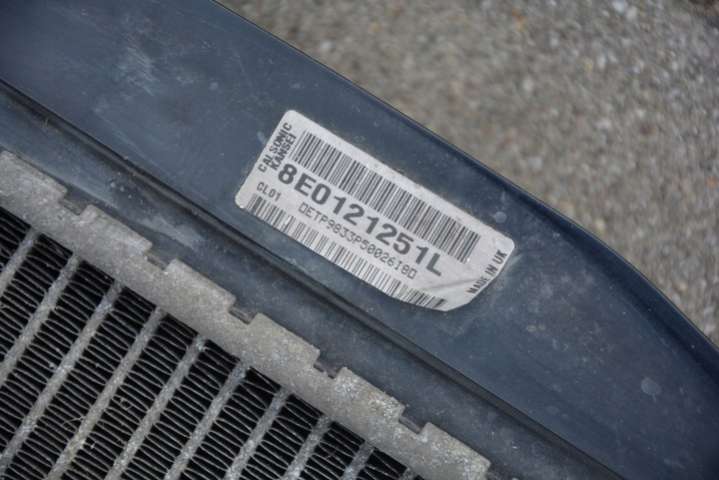 CALSONIC
KANSEI
8E0121251L
CL01 DETP9833P5002618D
MADE IN UK